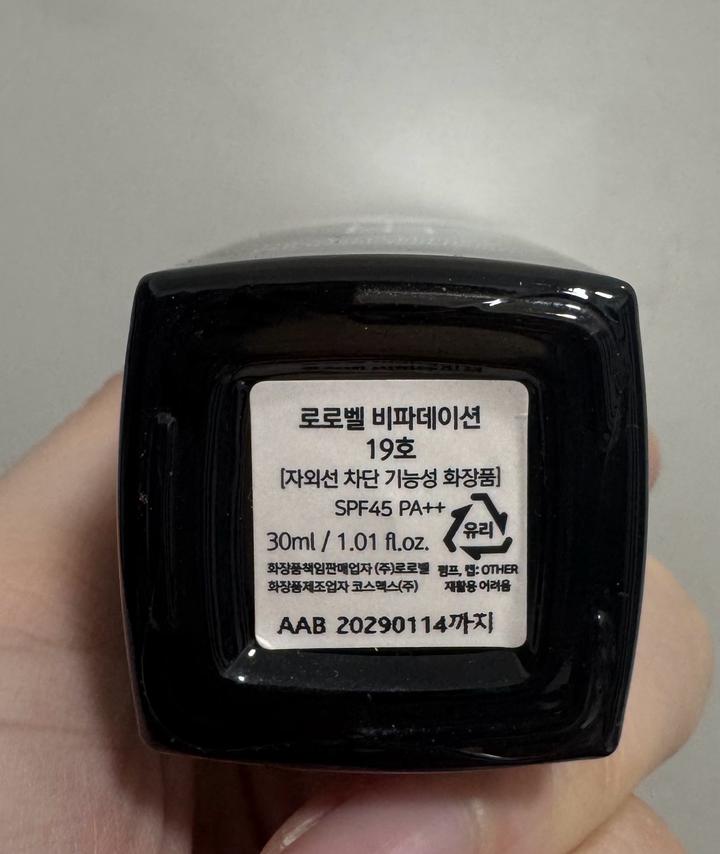 로로벨 비파데이션
19호
[자외선 차단 기능성 화장품]
SPF45 PA++
유리
30ml / 1.01 fl.oz.
화장품책임판매업자 (주)로로벨
화장품제조업자 코스맥스(주)
펌프, 캡: OTHER
재활용 어려움
AAB 20290114까지